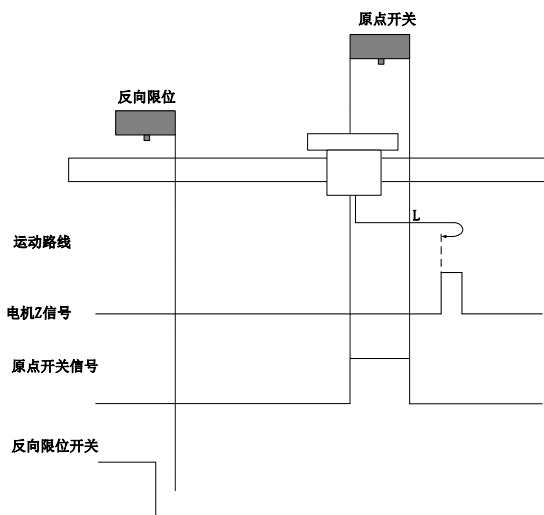 原点开关
反向限位
L
运动路线
电机Z信号
原点开关信号
反向限位开关